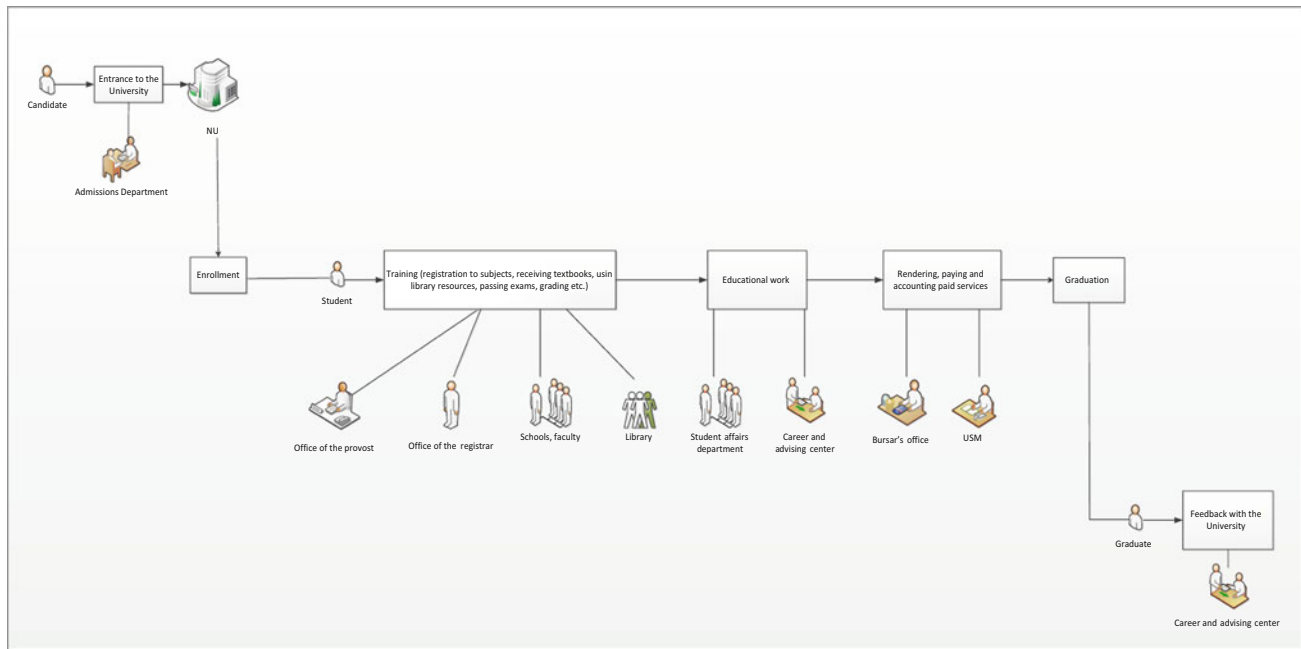 Entrance to the
University
Candidate
NU
Admissions Department
Enrollment
Student
Training (registration to subjects, receiving textbooks, usin
library resources, passing exams, grading etc.)
Educational work
Rendering, paying and
accounting paid services
Graduation
Office of the provost
Office of the registrar
Schools, faculty
Library
Student affairs
department
Career and
advising center
Bursar's office
USM
Graduate
Feedback with the
University
Career and advising center